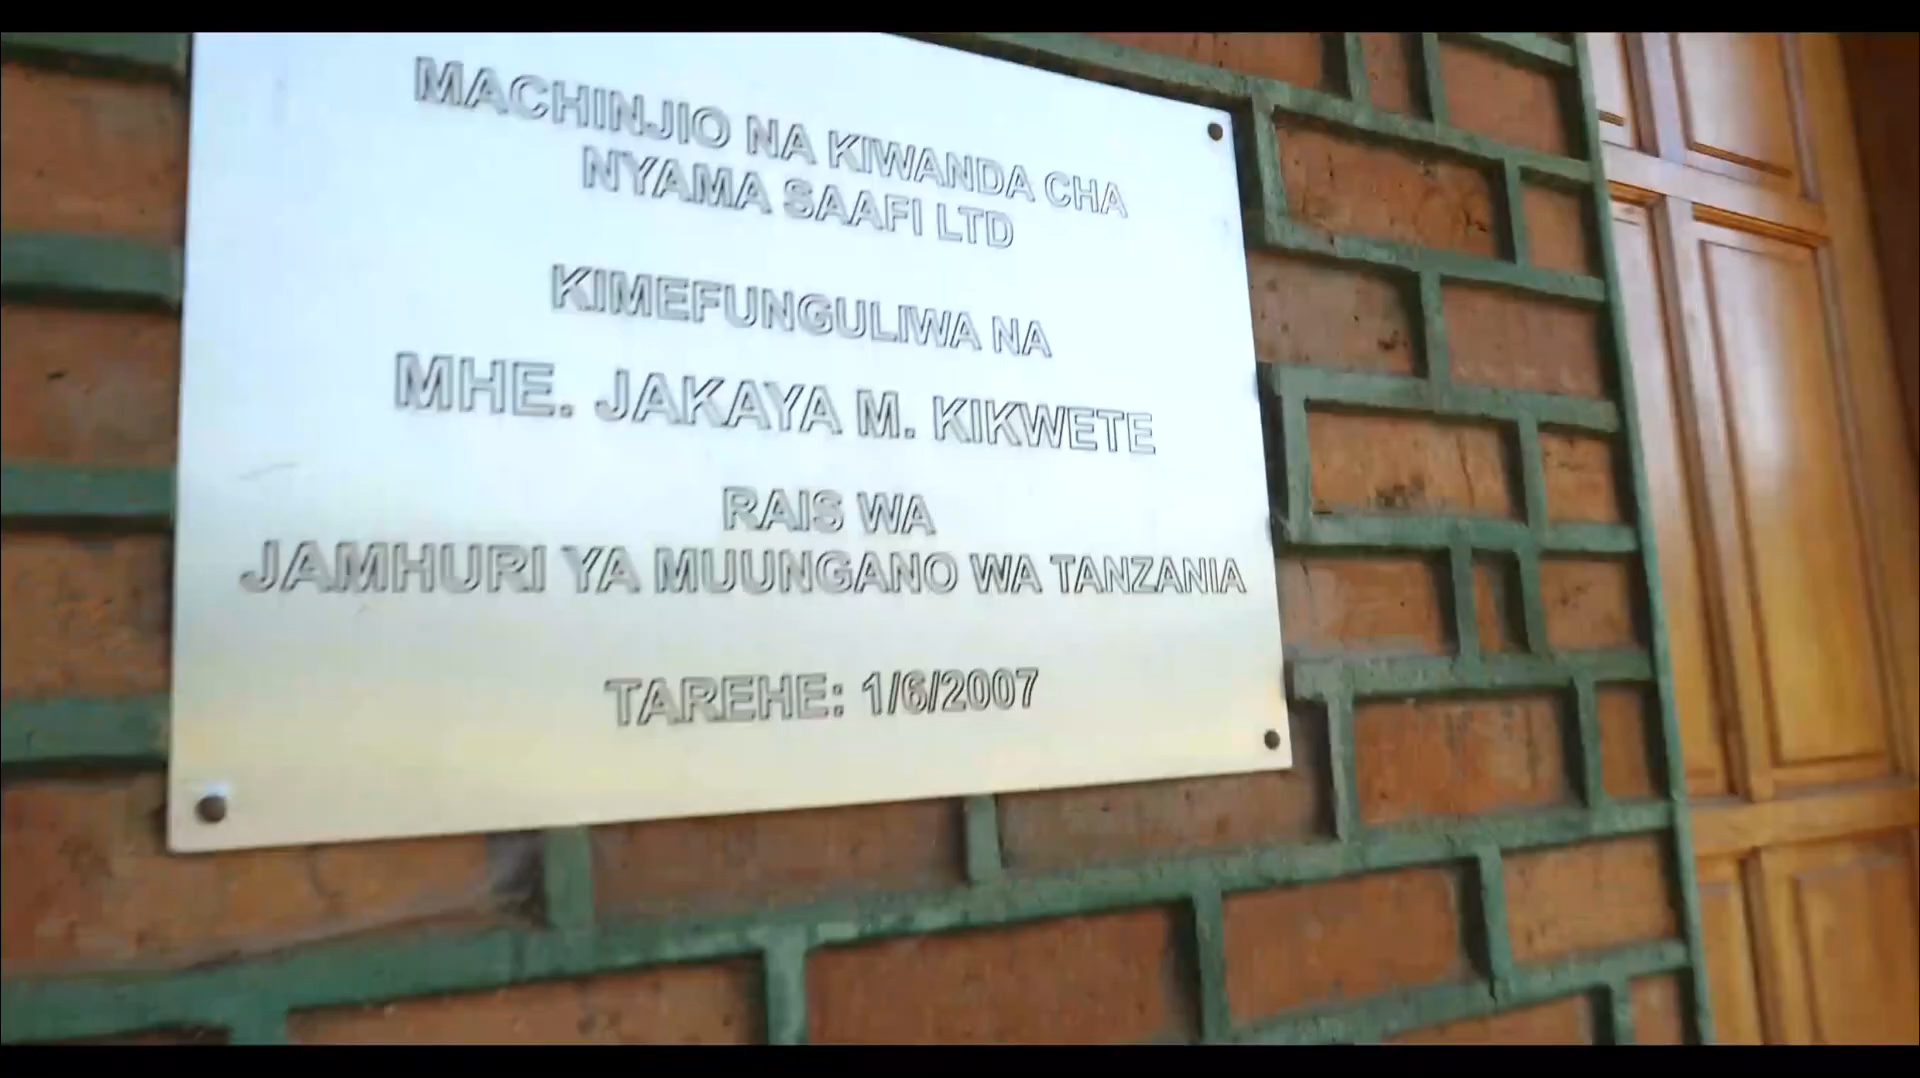 MACHINJIO NA KIWANDA CHA
NYAMA SAAFI LTD
KIMEFUNGULIWA NA
MHE. JAKAYA M. KIKWETE
RAIS WA
JAMHURI YA MUUNGANO WA TANZANIA
TAREHE: 1/6/2007